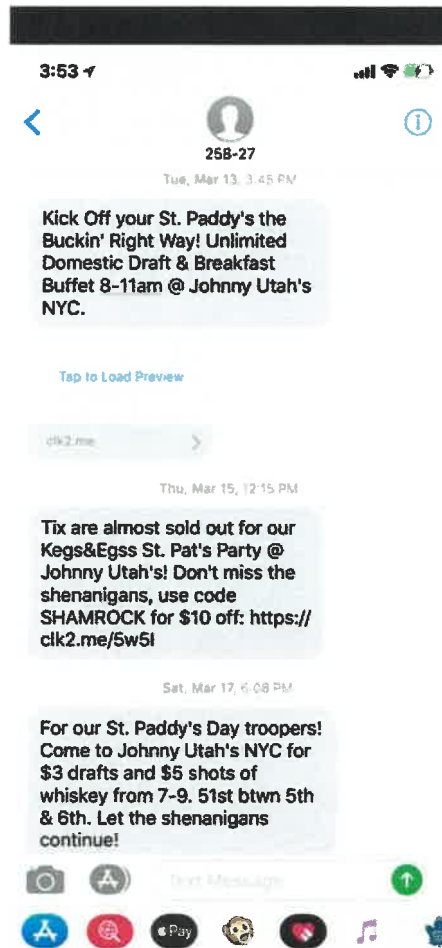 3:53
258-27
Tue, Mar 13, 3:45 PM
Kick Off your St. Paddy's the
Buckin' Right Way! Unlimited
Domestic Draft & Breakfast
Buffet 8-11am @ Johnny Utah's
NYC.
Tap to Load Preview
clk2.me
Thu, Mar 15, 12:15 PM
Tix are almost sold out for our
Kegs&Egss St. Pat's Party @
Johnny Utah's! Don't miss the
shenanigans, use code
SHAMROCK for $10 off: https://
clk2.me/5w5l
Sat, Mar 17, 6:08 PM
For our St. Paddy's Day troopers!
Come to Johnny Utah's NYC for
$3 drafts and $5 shots of
whiskey from 7-9. 51st btwn 5th
& 6th. Let the shenanigans
continue!
Text Message
Pay